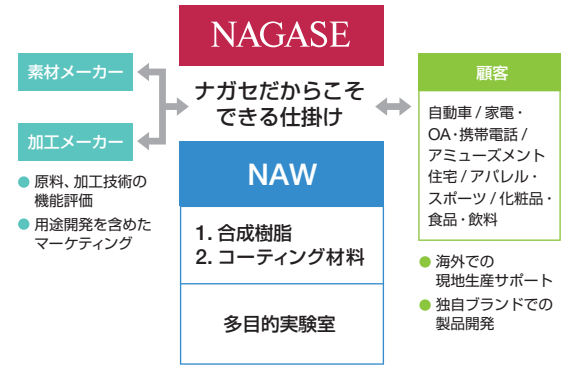 NAGASE
ナガセだからこそ
できる仕掛け
素材メーカー
加工メーカー
● 原料、加工技術の
機能評価
● 用途開発を含めた
マーケティング
NAW
1. 合成樹脂
2. コーティング材料
多目的実験室
顧客
自動車 / 家電・
OA・携帯電話 /
アミューズメント
住宅 / アパレル・
スポーツ / 化粧品・
食品・飲料
● 海外での
現地生産サポート
● 独自ブランドでの
製品開発